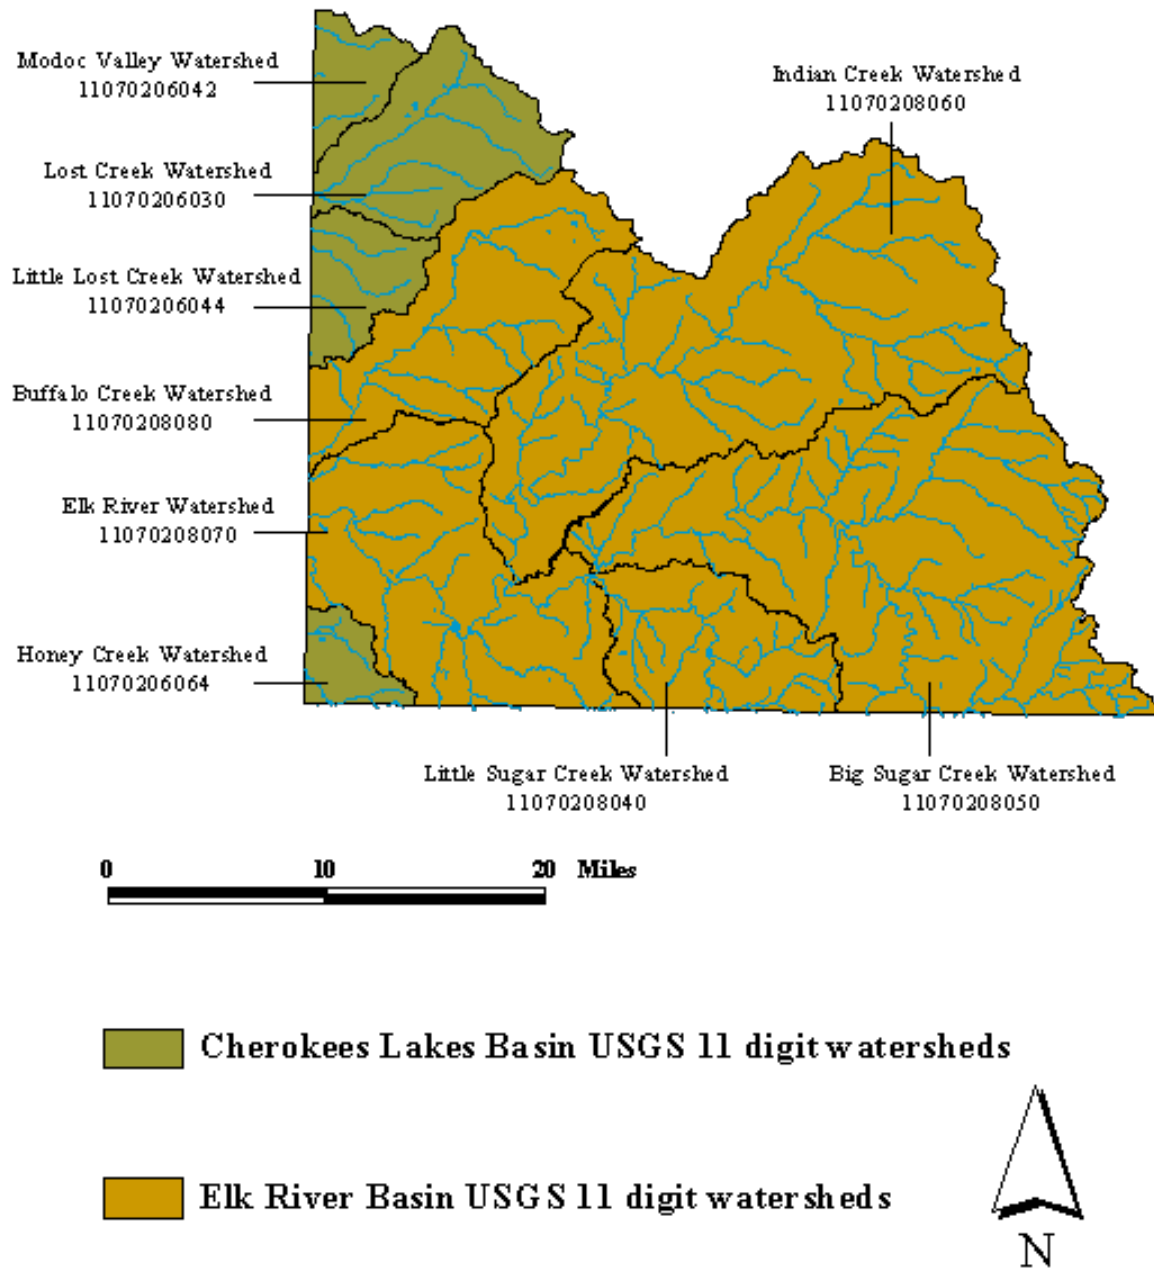 Modoc Valley Watershed
11070206042
Indian Creek Watershed
11070208060
Lost Creek Watershed
11070206030
Little Lost Creek Watershed
11070206044
Buffalo Creek Watershed
11070208080
Elk River Watershed
11070208070
Honey Creek Watershed
11070206064
Little Sugar Creek Watershed
11070208040
Big Sugar Creek Watershed
11070208050
0 10 20 Miles
Cherokees Lakes Basin USGS 11 digit watersheds
Elk River Basin USGS 11 digit watersheds
N